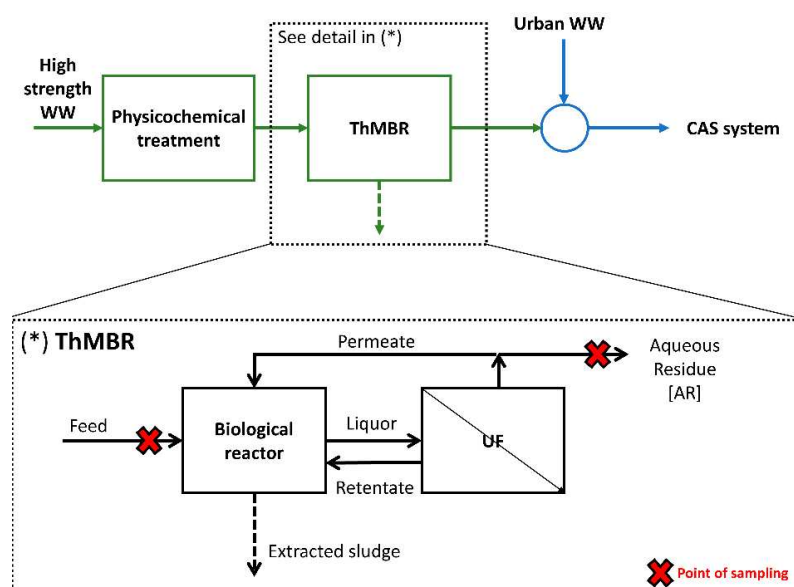 See detail in (*)
Urban WW
High
strength
WW
Physicochemical
treatment
ThMBR
CAS system
(*) ThMBR
Permeate
Aqueous
Residue
[AR]
Feed
Biological
reactor
Liquor
UF
Retentate
Extracted sludge
Point of sampling